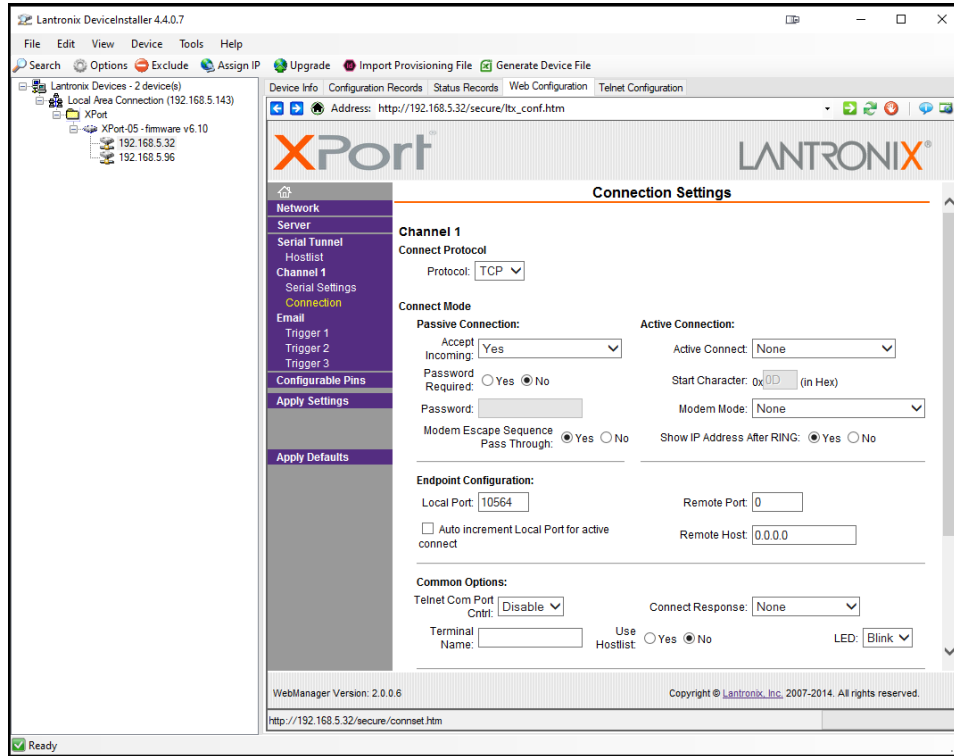 Lantronix DeviceInstaller 4.4.0.7
File Edit View Device Tools Help
Search Options Exclude Assign IP Upgrade Import Provisioning File Generate Device File
Lantronix Devices - 2 device(s)
Local Area Connection (192.168.5.143)
XPort
XPort-05 - firmware v6.10
192.168.5.32
192.168.5.96
Device Info Configuration Records Status Records Web Configuration Telnet Configuration
Address: http://192.168.5.32/secure/ltx_conf.htm
XPort® LANTRONIX®
Network
Server
Serial Tunnel
Hostlist
Channel 1
Serial Settings
Connection
Email
Trigger 1
Trigger 2
Trigger 3
Configurable Pins
Apply Settings
Apply Defaults
Connection Settings
Channel 1
Connect Protocol
Protocol: TCP
Connect Mode
Passive Connection: Active Connection:
Accept Incoming: Yes Active Connect: None
Password Required: Yes No Start Character: 0x 0D (in Hex)
Password: Modem Mode: None
Modem Escape Sequence Pass Through: Yes No Show IP Address After RING: Yes No
Endpoint Configuration:
Local Port: 10564 Remote Port: 0
Auto increment Local Port for active connect Remote Host: 0.0.0.0
Common Options:
Telnet Com Port Cntrl: Disable Connect Response: None
Terminal Name: Use Hostlist: Yes No LED: Blink
WebManager Version: 2.0.0.6 Copyright © Lantronix, Inc. 2007-2014. All rights reserved.
http://192.168.5.32/secure/connset.htm
Ready